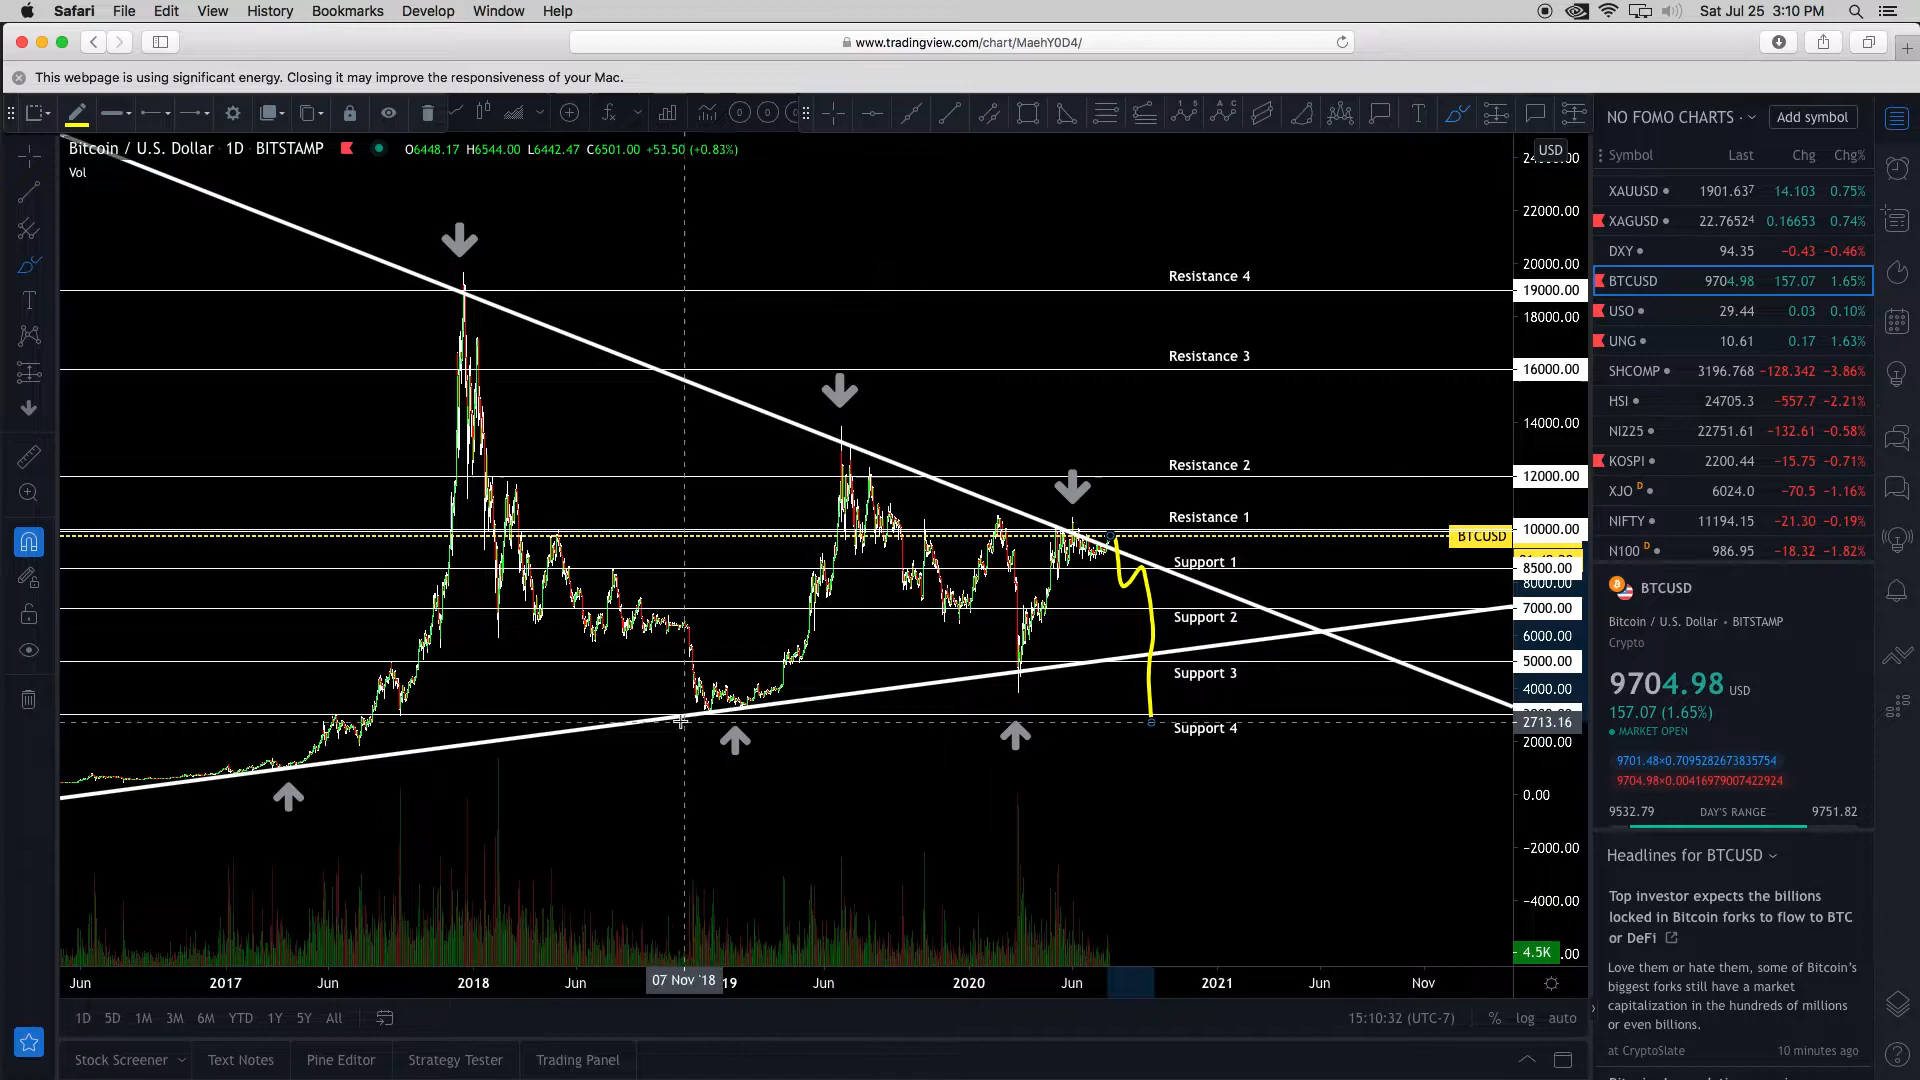 Safari File Edit View History Bookmarks Develop Window Help Sat Jul 25 3:10 PM
www.tradingview.com/chart/MaehY0D4/
This webpage is using significant energy. Closing it may improve the responsiveness of your Mac.
NO FOMO CHARTS Add symbol
Bitcoin / U.S. Dollar 1D BITSTAMP O6448.17 H6544.00 L6442.47 C6501.00 +53.50 (+0.83%)
Vol
USD
Symbol Last Chg Chg%
XAUUSD 1901.637 14.103 0.75%
XAGUSD 22.76524 0.16653 0.74%
DXY 94.35 −0.43 −0.46%
BTCUSD 9704.98 157.07 1.65%
USO 29.44 0.03 0.10%
UNG 10.61 0.17 1.63%
SHCOMP 3196.768 −128.342 −3.86%
HSI 24705.3 −557.7 −2.21%
NI225 22751.61 −132.61 −0.58%
KOSPI 2200.44 −15.75 −0.71%
XJO D 6024.0 −70.5 −1.16%
NIFTY 11194.15 −21.30 −0.19%
N100 D 986.95 −18.32 −1.82%
Resistance 4
Resistance 3
Resistance 2
Resistance 1
Support 1
Support 2
Support 3
Support 4
22000.00
20000.00
19000.00
18000.00
16000.00
14000.00
12000.00
10000.00
BTCUSD
8500.00
8000.00
7000.00
6000.00
5000.00
4000.00
2713.16
2000.00
0.00
−2000.00
−4000.00
4.5K
.00
Jun 2017 Jun 2018 Jun 07 Nov '18 19 Jun 2020 Jun 2021 Jun Nov
1D 5D 1M 3M 6M YTD 1Y 5Y All
15:10:32 (UTC-7) % log auto
Stock Screener Text Notes Pine Editor Strategy Tester Trading Panel
BTCUSD
Bitcoin / U.S. Dollar • BITSTAMP
Crypto
9704.98 USD
157.07 (1.65%)
MARKET OPEN
9701.48×0.7095282673835754
9704.98×0.00416979007422924
9532.79 DAY'S RANGE 9751.82
Headlines for BTCUSD
Top investor expects the billions
locked in Bitcoin forks to flow to BTC
or DeFi
Love them or hate them, some of Bitcoin's
biggest forks still have a market
capitalization in the hundreds of millions
or even billions.
at CryptoSlate 10 minutes ago